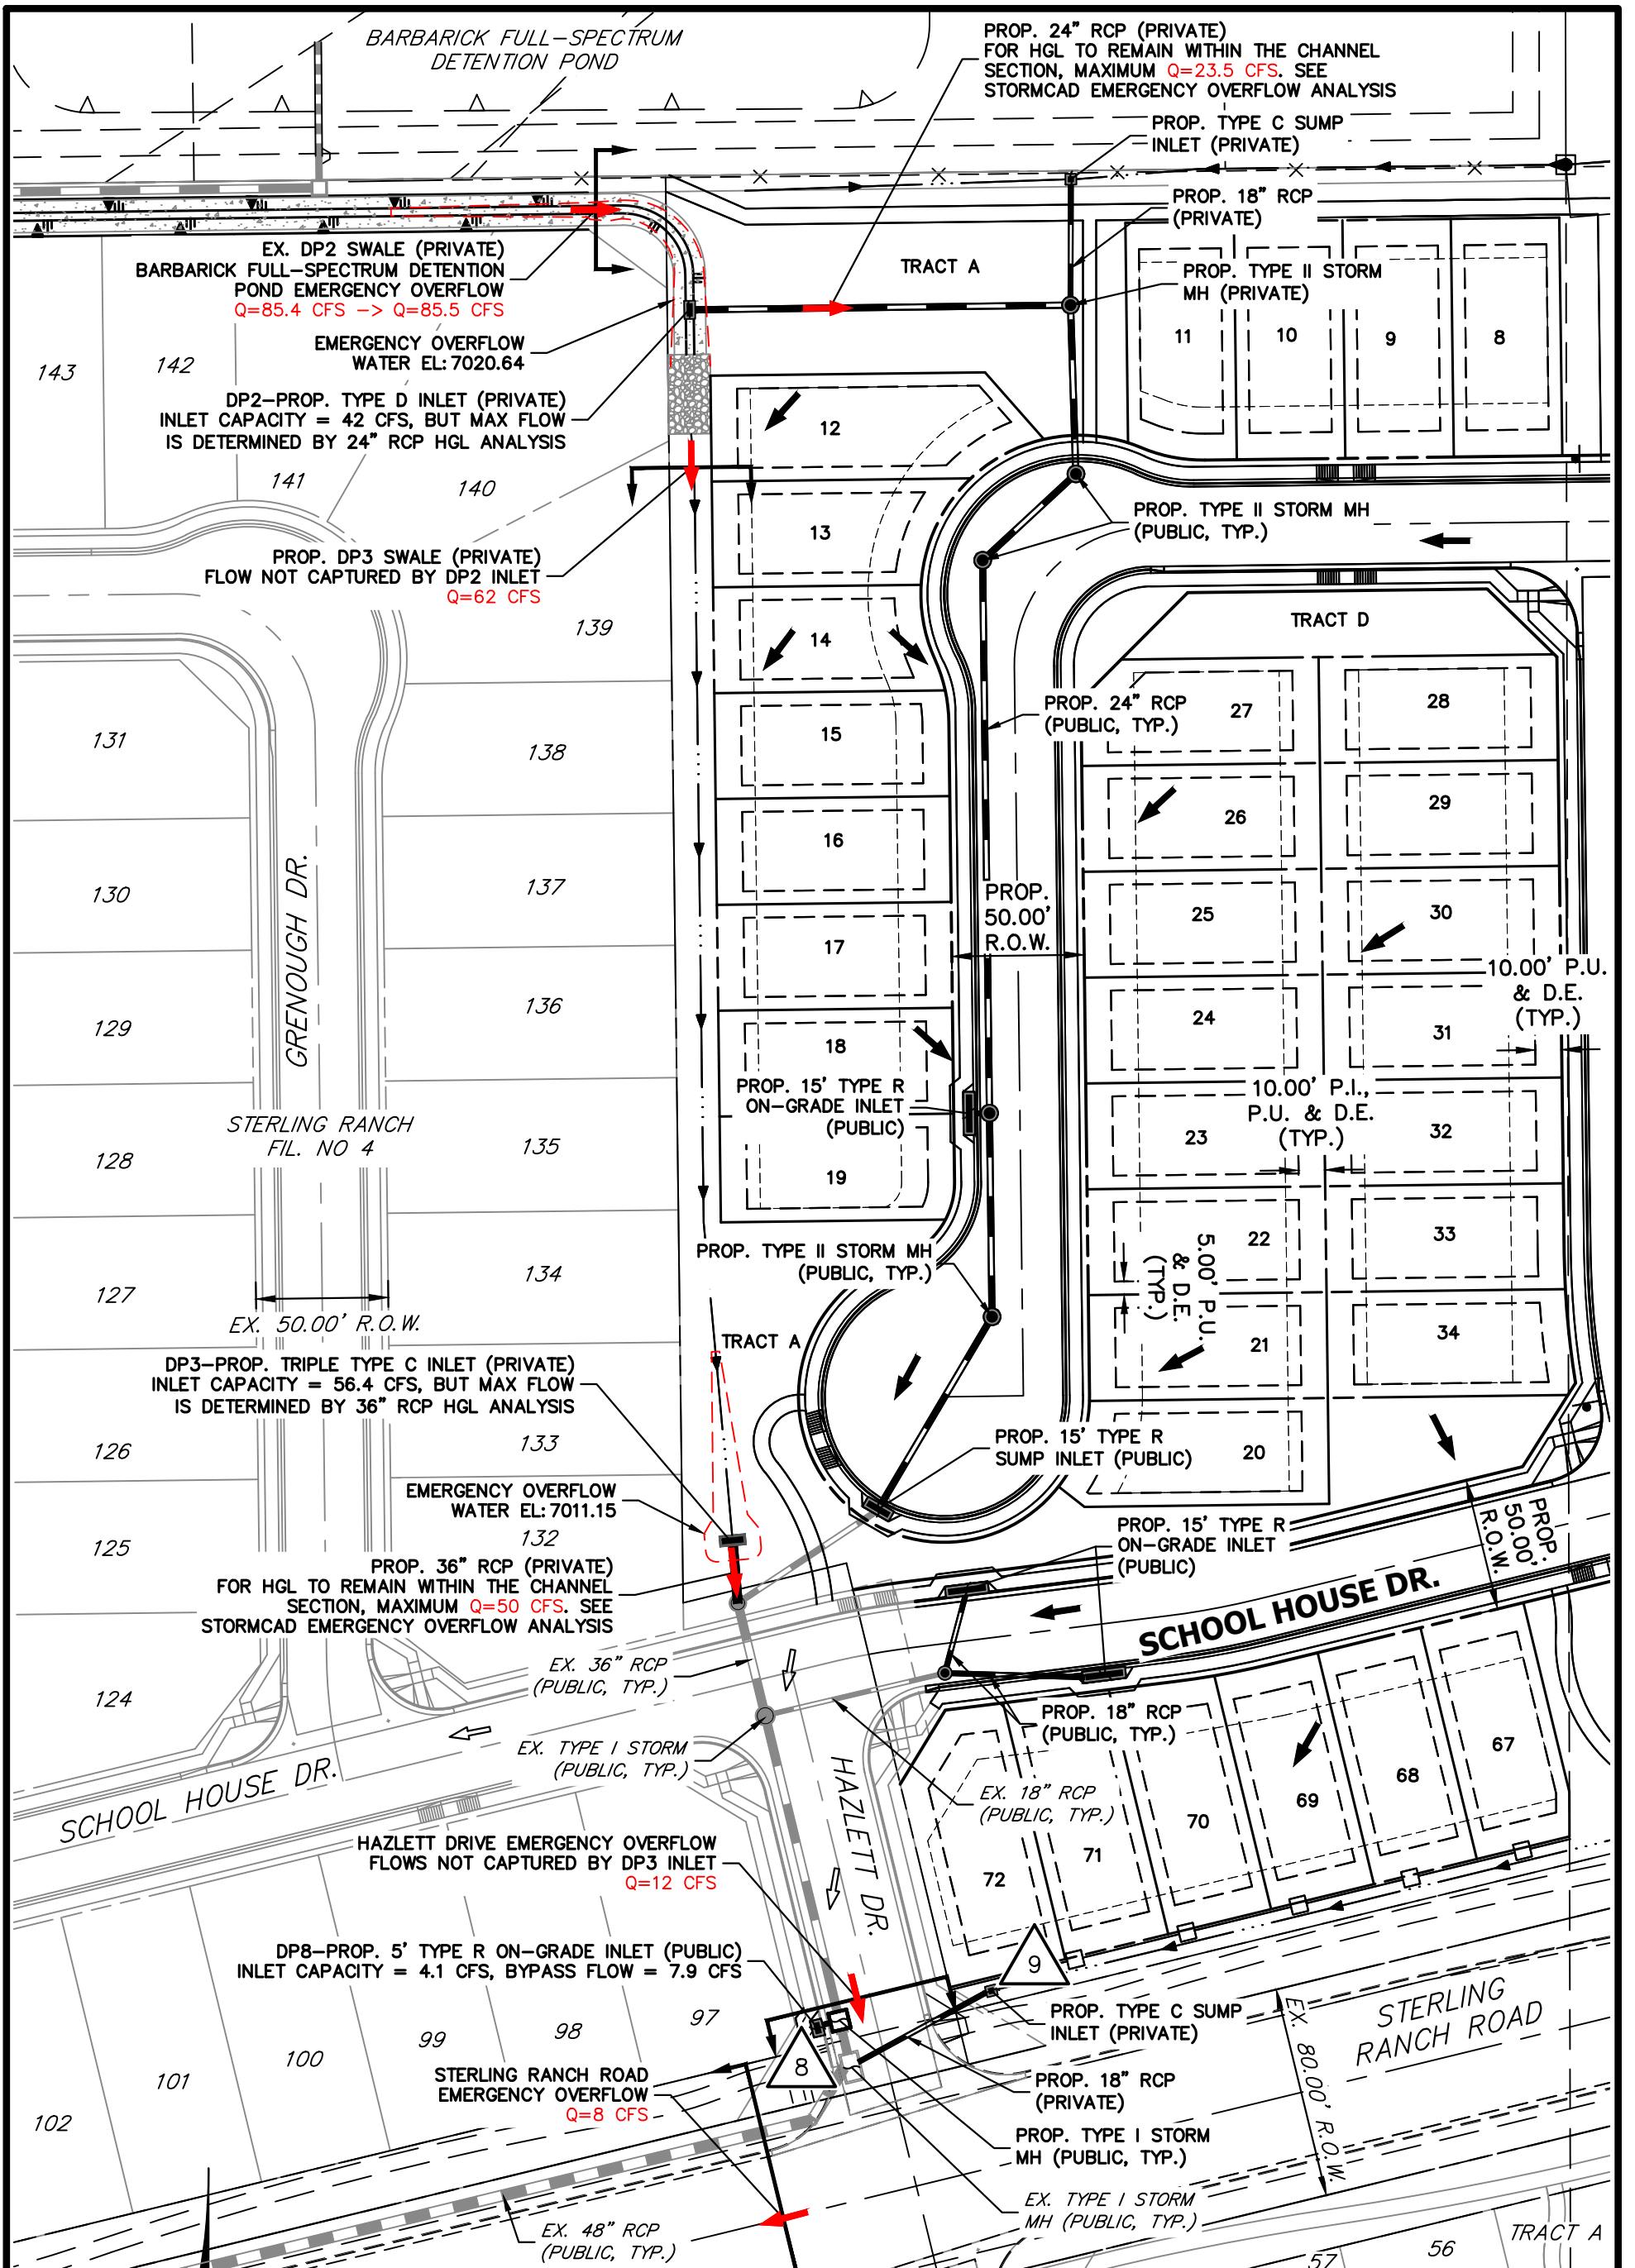 BARBARICK FULL-SPECTRUM
DETENTION POND
PROP. 24" RCP (PRIVATE)
FOR HGL TO REMAIN WITHIN THE CHANNEL
SECTION, MAXIMUM Q=23.5 CFS. SEE
STORMCAD EMERGENCY OVERFLOW ANALYSIS
PROP. TYPE C SUMP
INLET (PRIVATE)
PROP. 18" RCP
(PRIVATE)
EX. DP2 SWALE (PRIVATE)
BARBARICK FULL-SPECTRUM DETENTION
POND EMERGENCY OVERFLOW
Q=85.4 CFS -> Q=85.5 CFS
TRACT A
PROP. TYPE II STORM
MH (PRIVATE)
EMERGENCY OVERFLOW
WATER EL: 7020.64
11
10
9
8
143
142
DP2-PROP. TYPE D INLET (PRIVATE)
INLET CAPACITY = 42 CFS, BUT MAX FLOW
IS DETERMINED BY 24" RCP HGL ANALYSIS
12
141
140
PROP. TYPE II STORM MH
(PUBLIC, TYP.)
13
PROP. DP3 SWALE (PRIVATE)
FLOW NOT CAPTURED BY DP2 INLET
Q=62 CFS
139
14
TRACT D
PROP. 24" RCP
(PUBLIC, TYP.)
27
28
131
138
15
26
29
16
130
137
PROP.
50.00'
R.O.W.
25
30
GRENOUGH DR.
17
10.00' P.U.
& D.E.
(TYP.)
129
136
24
31
18
PROP. 15' TYPE R
ON-GRADE INLET
(PUBLIC)
10.00' P.I.,
P.U. & D.E.
(TYP.)
STERLING RANCH
FIL. NO 4
128
135
23
32
19
22
33
5.00' P.U.
& D.E.
(TYP.)
PROP. TYPE II STORM MH
(PUBLIC, TYP.)
127
134
EX. 50.00' R.O.W.
TRACT A
21
34
DP3-PROP. TRIPLE TYPE C INLET (PRIVATE)
INLET CAPACITY = 56.4 CFS, BUT MAX FLOW
IS DETERMINED BY 36" RCP HGL ANALYSIS
126
133
PROP. 15' TYPE R
SUMP INLET (PUBLIC)
20
EMERGENCY OVERFLOW
WATER EL: 7011.15
125
132
PROP. 15' TYPE R
ON-GRADE INLET
(PUBLIC)
PROP.
50.00'
R.O.W.
PROP. 36" RCP (PRIVATE)
FOR HGL TO REMAIN WITHIN THE CHANNEL
SECTION, MAXIMUM Q=50 CFS. SEE
STORMCAD EMERGENCY OVERFLOW ANALYSIS
SCHOOL HOUSE DR.
EX. 36" RCP
(PUBLIC, TYP.)
124
PROP. 18" RCP
(PUBLIC, TYP.)
EX. TYPE I STORM
(PUBLIC, TYP.)
SCHOOL HOUSE DR.
HAZLETT DR.
EX. 18" RCP
(PUBLIC, TYP.)
67
68
69
70
71
72
HAZLETT DRIVE EMERGENCY OVERFLOW
FLOWS NOT CAPTURED BY DP3 INLET
Q=12 CFS
DP8-PROP. 5' TYPE R ON-GRADE INLET (PUBLIC)
INLET CAPACITY = 4.1 CFS, BYPASS FLOW = 7.9 CFS
9
97
98
99
100
101
102
8
PROP. TYPE C SUMP
INLET (PRIVATE)
EX. 80.00' R.O.W.
STERLING
RANCH ROAD
STERLING RANCH ROAD
EMERGENCY OVERFLOW
Q=8 CFS
PROP. 18" RCP
(PRIVATE)
PROP. TYPE I STORM
MH (PUBLIC, TYP.)
EX. TYPE I STORM
MH (PUBLIC, TYP.)
EX. 48" RCP
(PUBLIC, TYP.)
57
56
TRACT A